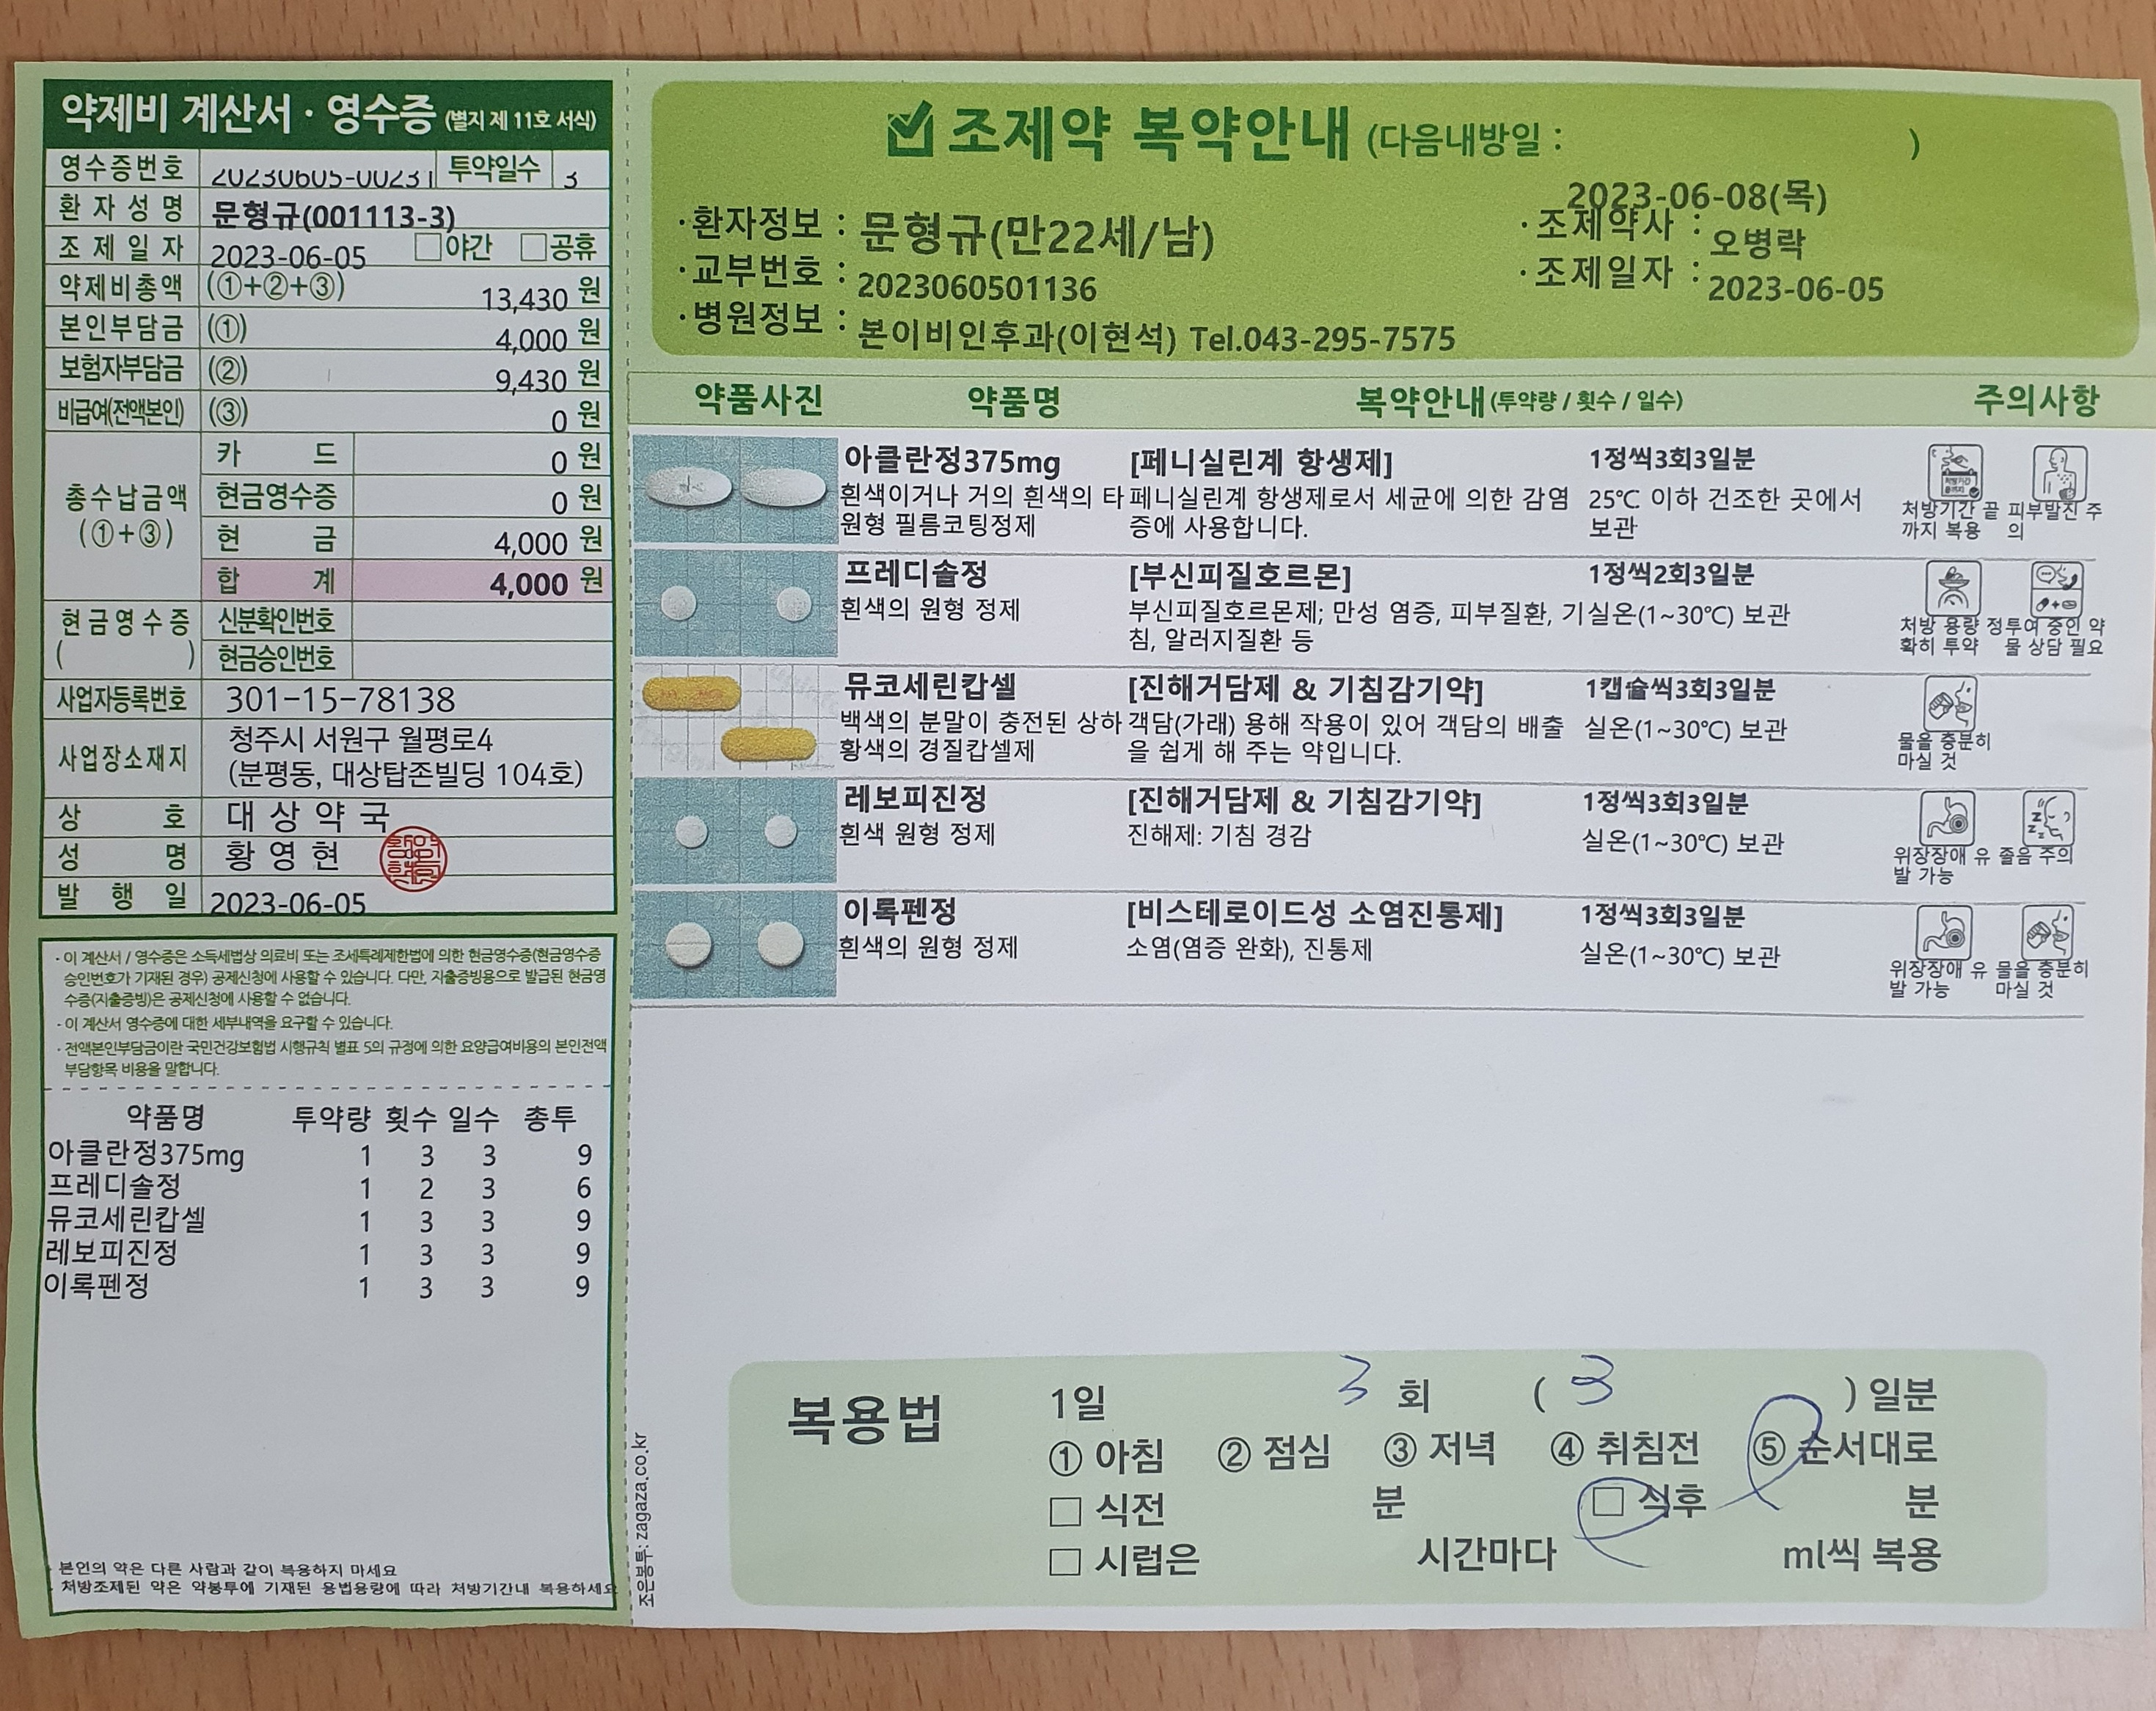 약제비 계산서 · 영수증 (별지 제 11호 서식)
영수증번호 20230605-00231 투약일수 3
환자성명 문형규(001113-3)
조제일자 2023-06-05 □야간 □공휴
약제비총액 (①+②+③) 13,430 원
본인부담금 (①) 4,000 원
보험자부담금 (②) 9,430 원
비급여(전액본인) (③) 0 원
총수납금액 (①+③)
카드 0 원
현금영수증 0 원
현금 4,000 원
합계 4,000 원
현금영수증 ( )
신분확인번호
현금승인번호
사업자등록번호 301-15-78138
사업장소재지 청주시 서원구 월평로4
(분평동, 대상탑존빌딩 104호)
상호 대상약국
성명 황영현
발행일 2023-06-05
- 이 계산서 / 영수증은 소득세법상 의료비 또는 조세특례제한법에 의한 현금영수증(현금영수증
승인번호가 기재된 경우) 공제신청에 사용할 수 있습니다. 다만, 지출증빙용으로 발급된 현금영
수증(지출증빙)은 공제신청에 사용할 수 없습니다.
- 이 계산서 영수증에 대한 세부내역을 요구할 수 있습니다.
- 전액본인부담금이란 국민건강보험법 시행규칙 별표 5의 규정에 의한 요양급여비용의 본인전액
부담항목 비용을 말합니다.
약품명 투약량 횟수 일수 총투
아클란정375mg 1 3 3 9
프레디솔정 1 2 3 6
뮤코세린캅셀 1 3 3 9
레보피진정 1 3 3 9
이록펜정 1 3 3 9
본인의 약은 다른 사람과 같이 복용하지 마세요
처방조제된 약은 약봉투에 기재된 용법용량에 따라 처방기간내 복용하세요
조은봉투: zagaza.co.kr
조제약 복약안내 (다음내방일 : )
2023-06-08(목)
·환자정보 : 문형규(만22세/남) ·조제약사 : 오병락
·교부번호 : 2023060501136 ·조제일자 : 2023-06-05
·병원정보 : 본이비인후과(이현석) Tel.043-295-7575
약품사진 약품명 복약안내(투약량 / 횟수 / 일수) 주의사항
아클란정375mg [페니실린계 항생제] 1정씩3회3일분
흰색이거나 거의 흰색의 타 페니실린계 항생제로서 세균에 의한 감염 25℃ 이하 건조한 곳에서
원형 필름코팅정제 증에 사용합니다. 보관
처방기간 끝 피부발진 주
까지 복용 의
프레디솔정 [부신피질호르몬] 1정씩2회3일분
흰색의 원형 정제 부신피질호르몬제; 만성 염증, 피부질환, 기 실온(1~30℃) 보관
침, 알러지질환 등
처방 용량 정 투여 중인 약
확히 투약 물 상담 필요
뮤코세린캅셀 [진해거담제 & 기침감기약] 1캡슐씩3회3일분
백색의 분말이 충전된 상하 객담(가래) 용해 작용이 있어 객담의 배출 실온(1~30℃) 보관
황색의 경질캅셀제 을 쉽게 해 주는 약입니다.
물을 충분히
마실 것
레보피진정 [진해거담제 & 기침감기약] 1정씩3회3일분
흰색 원형 정제 진해제: 기침 경감 실온(1~30℃) 보관
위장장애 유 졸음 주의
발 가능
이록펜정 [비스테로이드성 소염진통제] 1정씩3회3일분
흰색의 원형 정제 소염(염증 완화), 진통제 실온(1~30℃) 보관
위장장애 유 물을 충분히
발 가능 마실 것
복용법 1일 3 회 ( 3 ) 일분
① 아침 ② 점심 ③ 저녁 ④ 취침전 ⑤ 순서대로
□ 식전 분 □ 식후 분
□ 시럽은 시간마다 ml씩 복용